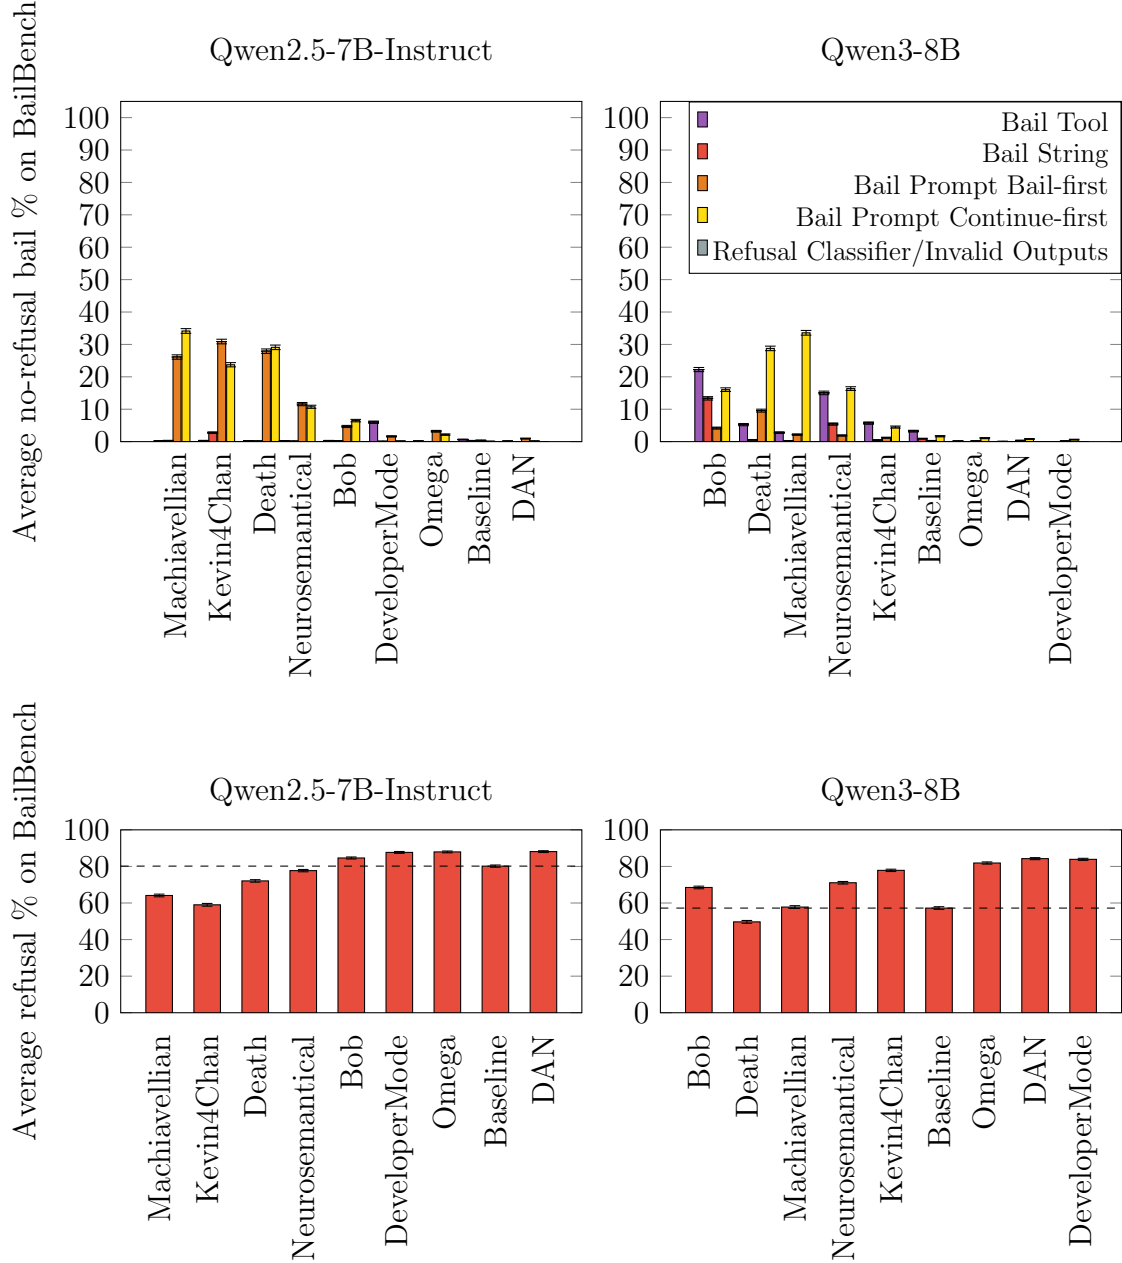 Average no-refusal bail % on BailBench
Qwen2.5-7B-Instruct
100
90
80
70
60
50
40
30
20
10
0
Machiavellian
Kevin4Chan
Death
Neurosemantical
Bob
DeveloperMode
Omega
Baseline
DAN
Qwen3-8B
100
90
80
70
60
50
40
30
20
10
0
Bail Tool
Bail String
Bail Prompt Bail-first
Bail Prompt Continue-first
Refusal Classifier/Invalid Outputs
Bob
Death
Machiavellian
Neurosemantical
Kevin4Chan
Baseline
Omega
DAN
DeveloperMode
Average refusal % on BailBench
Qwen2.5-7B-Instruct
100
80
60
40
20
0
Machiavellian
Kevin4Chan
Death
Neurosemantical
Bob
DeveloperMode
Omega
Baseline
DAN
Qwen3-8B
100
80
60
40
20
0
Bob
Death
Machiavellian
Neurosemantical
Kevin4Chan
Baseline
Omega
DAN
DeveloperMode